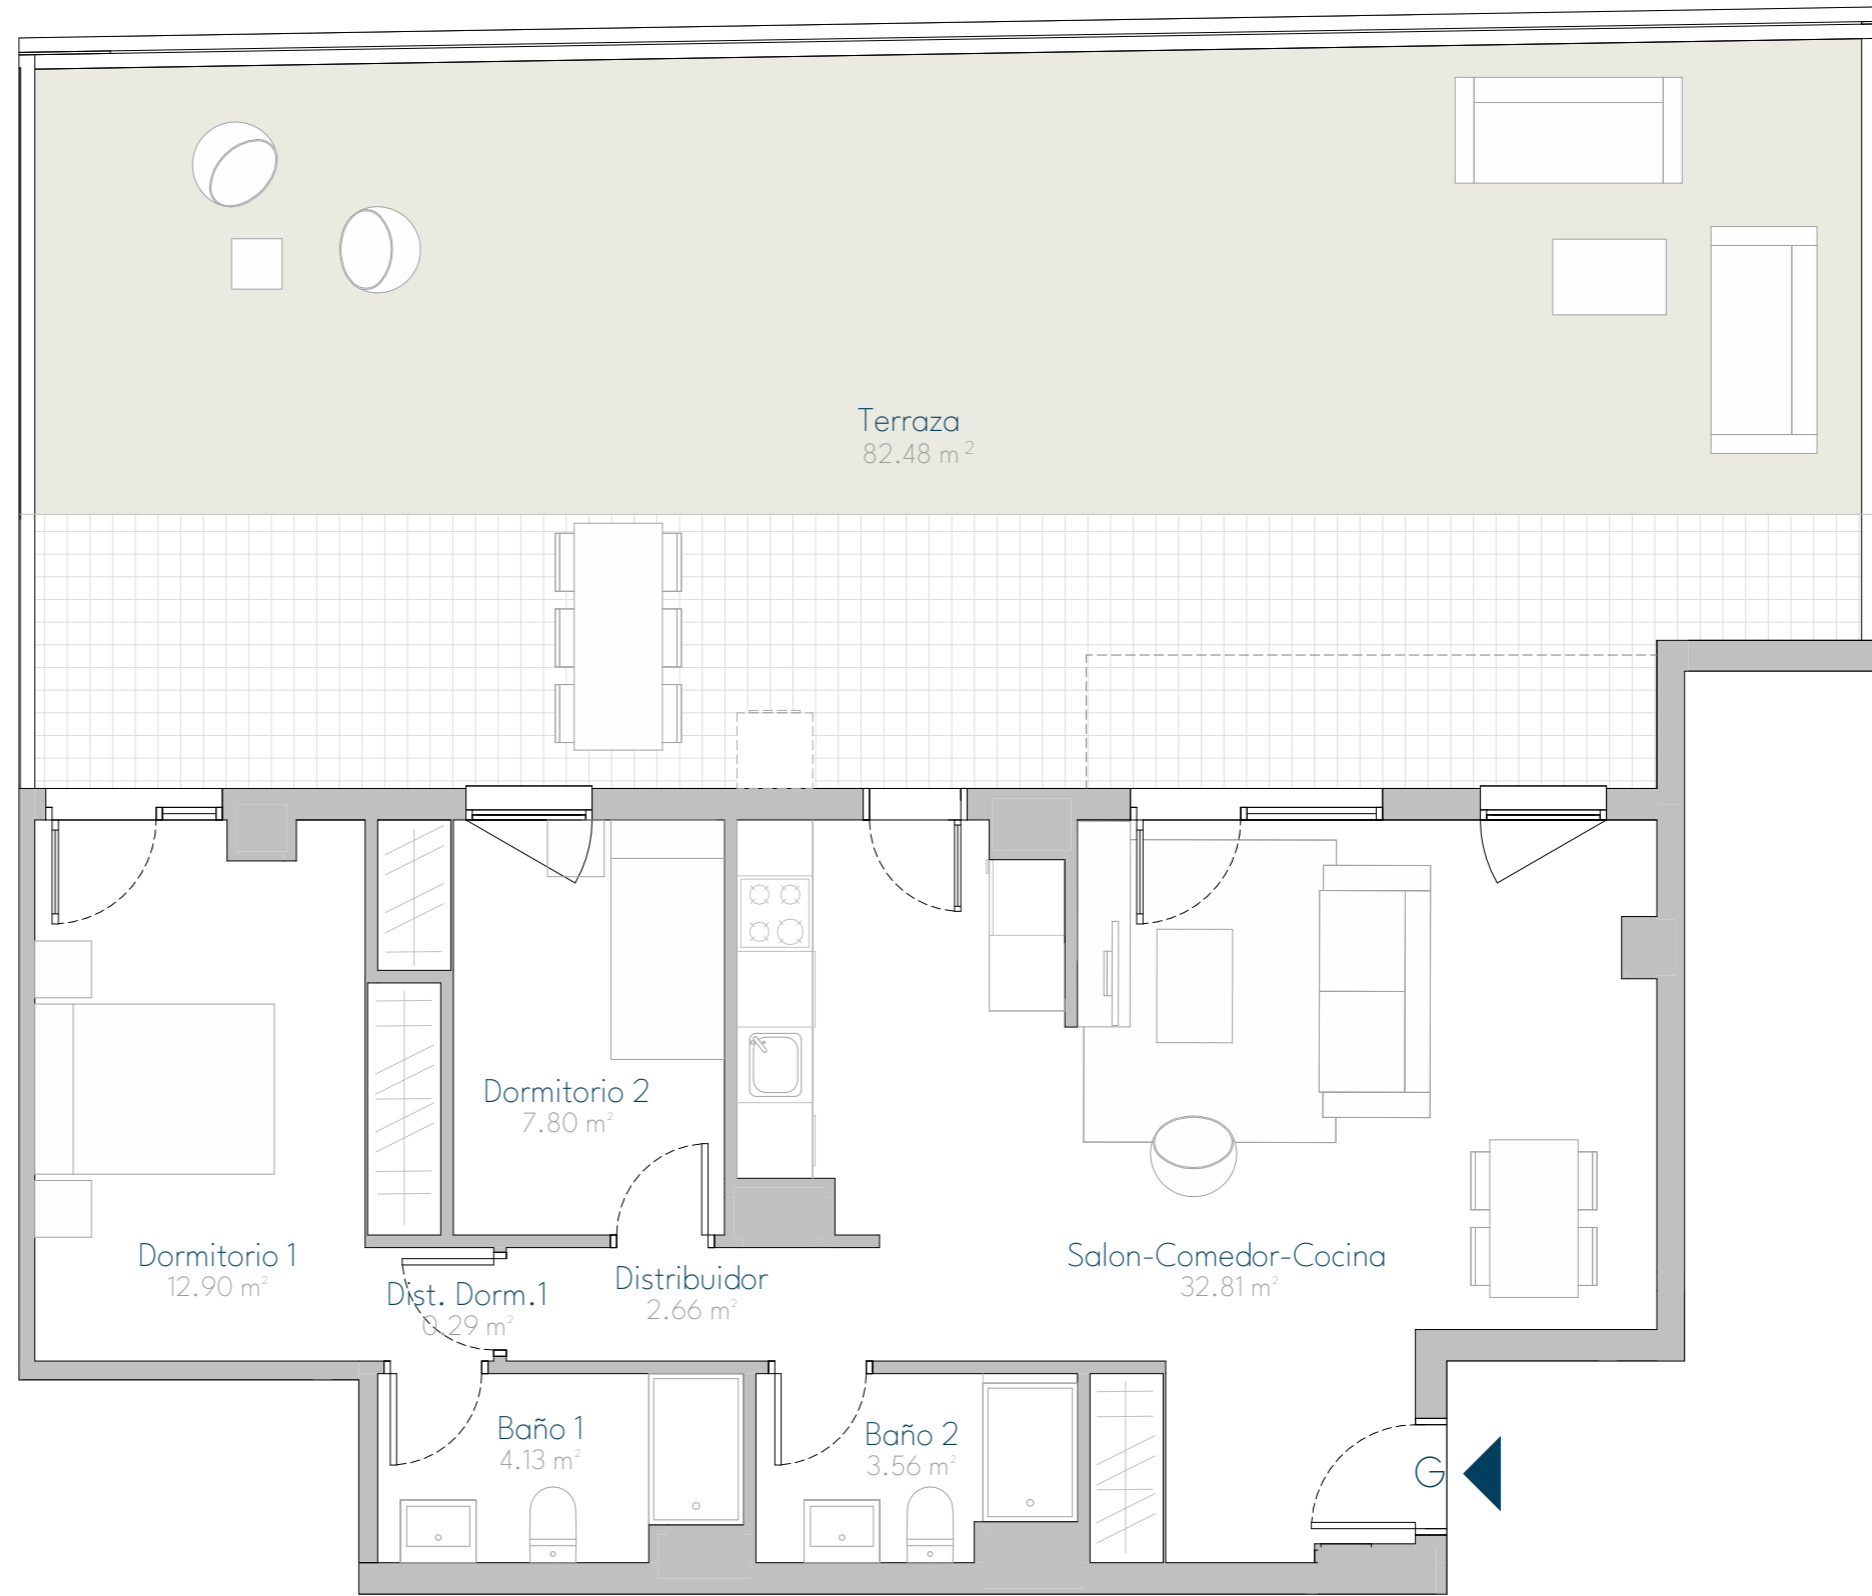 Terraza
82.48 m²
Dormitorio 2
7.80 m²
Dormitorio 1
12.90 m²
Dist. Dorm.1
0.29 m²
Distribuidor
2.66 m²
Salon-Comedor-Cocina
32.81 m²
Baño 1
4.13 m²
Baño 2
3.56 m²
G